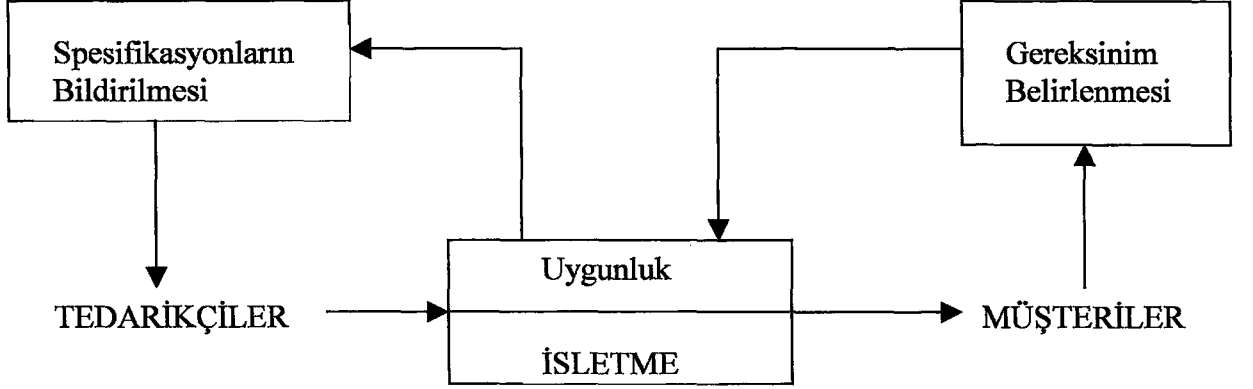 Spesifikasyonların
Bildirilmesi
Gereksinim
Belirlenmesi
Uygunluk
TEDARİKÇİLER
MÜŞTERİLER
İSLETME